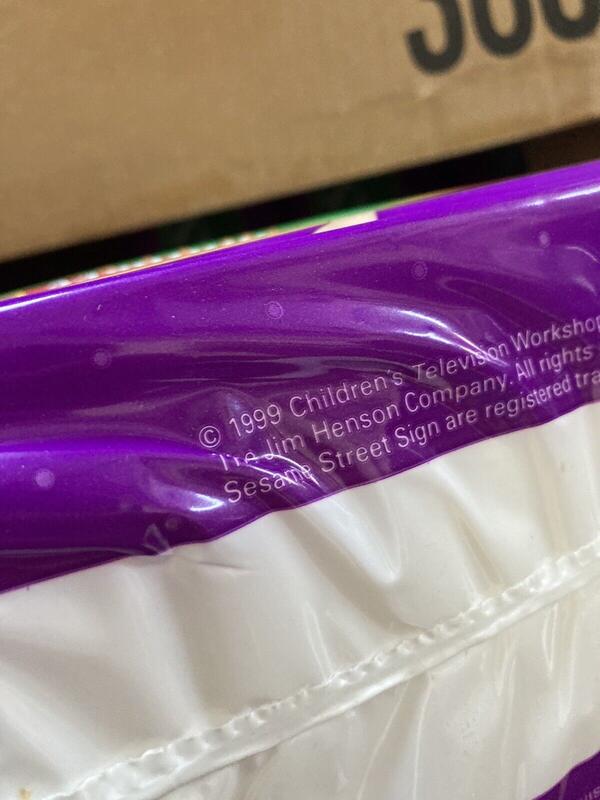 © 1999 Children's Television Workshop
The Jim Henson Company. All rights
Sesame Street Sign are registered